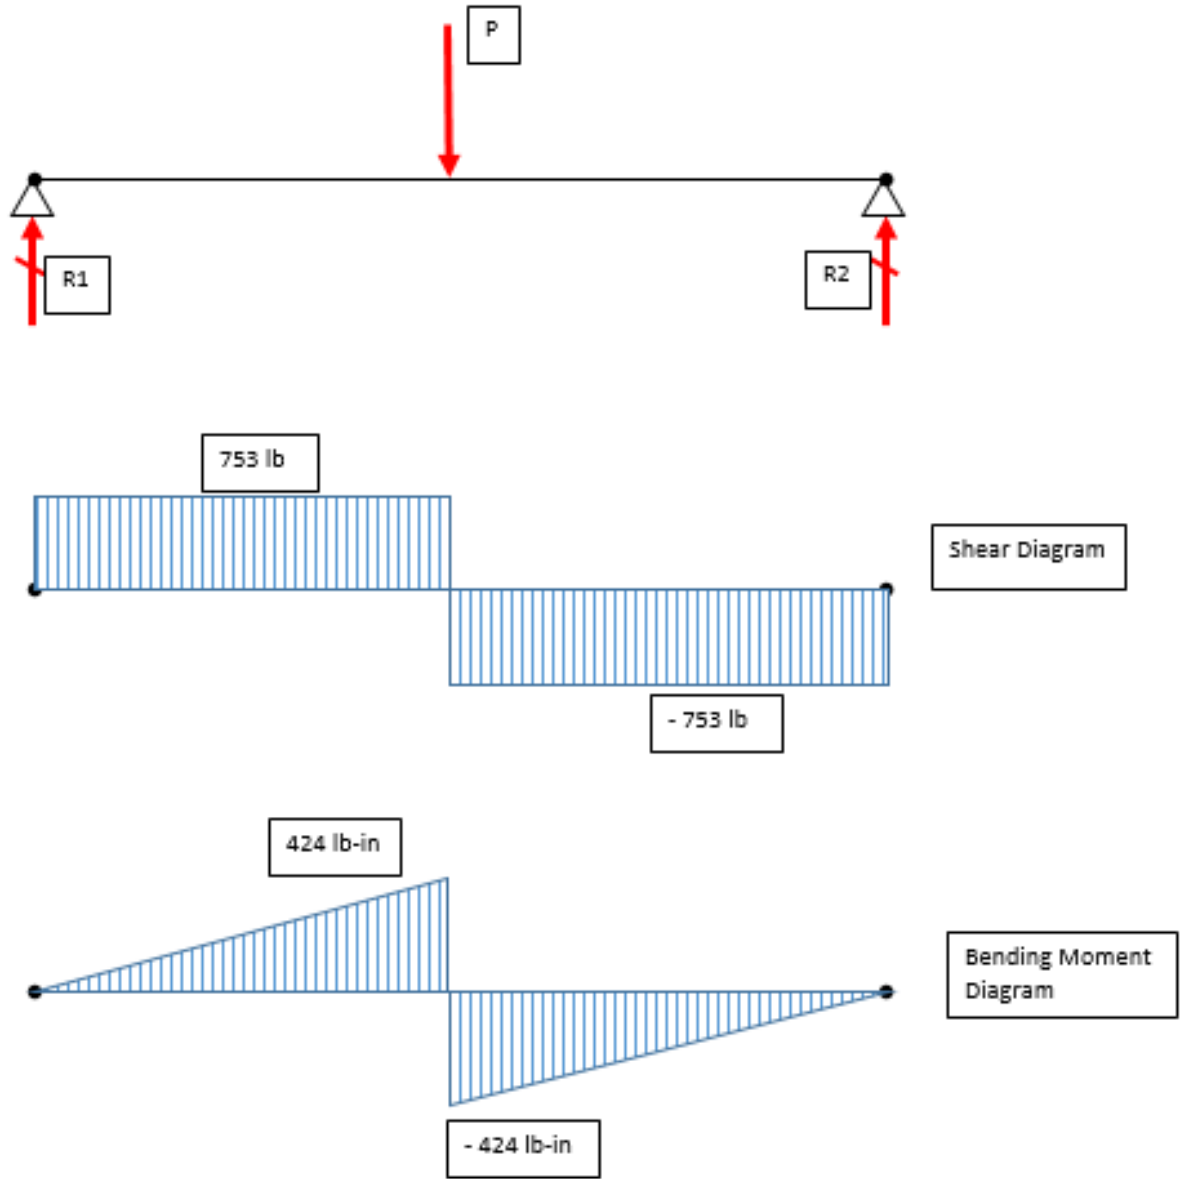 P
R1
R2
753 lb
Shear Diagram
- 753 lb
424 lb-in
Bending Moment
Diagram
- 424 lb-in